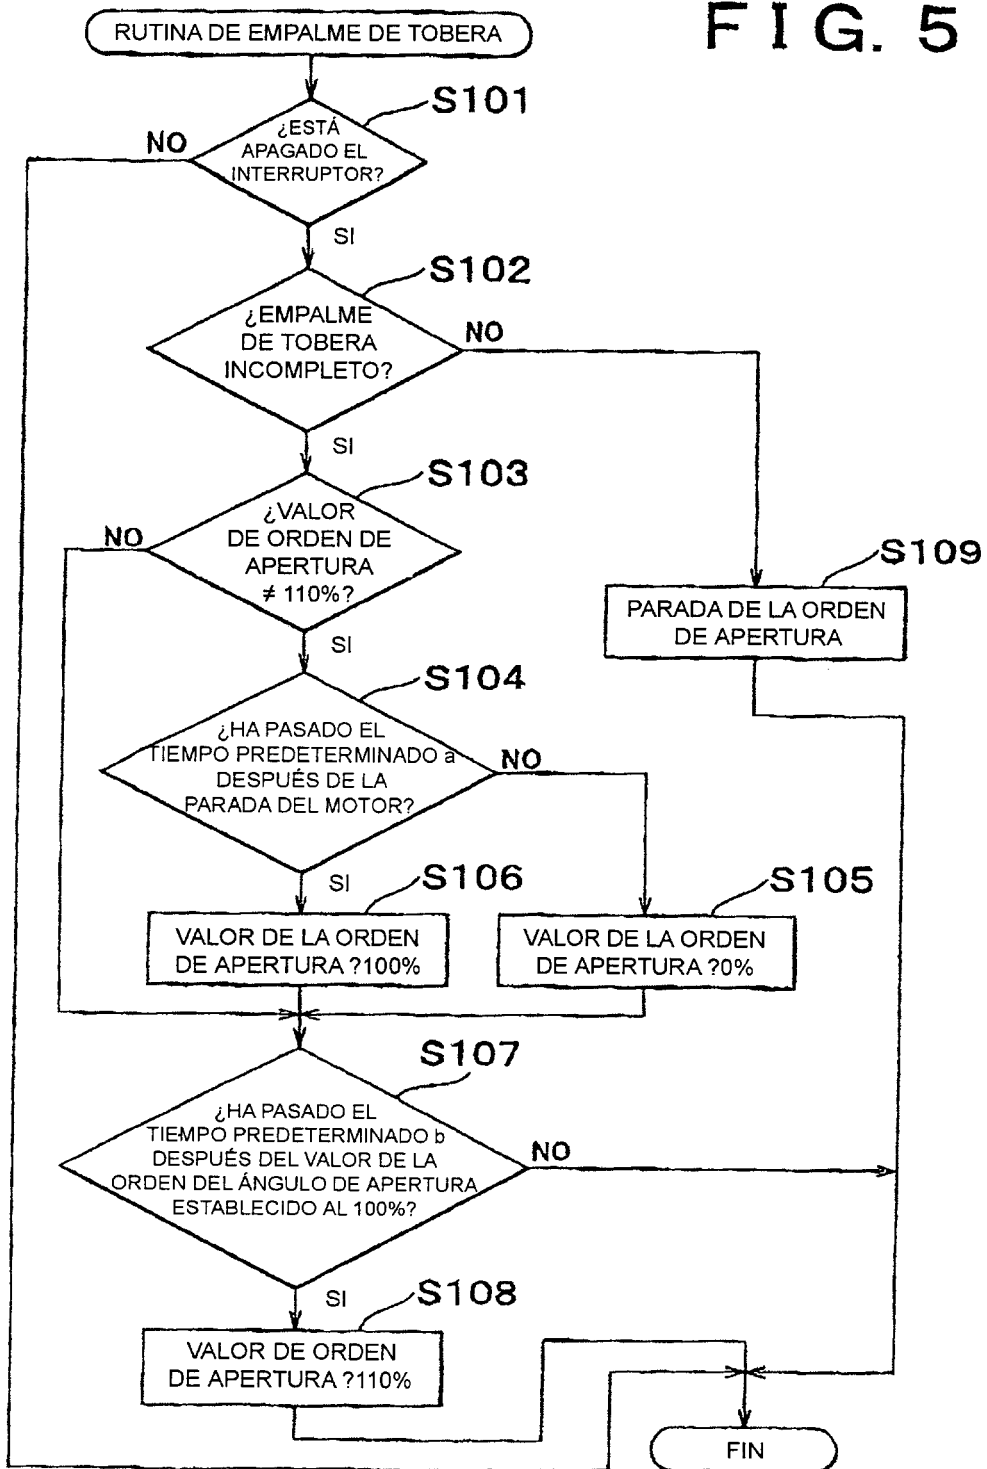 RUTINA DE EMPALME DE TOBERA
FIG. 5
S101
¿ESTÁ
APAGADO EL
INTERRUPTOR?
NO
SI
S102
¿EMPALME
DE TOBERA
INCOMPLETO?
NO
SI
S103
¿VALOR
DE ORDEN DE
APERTURA
≠ 110%?
NO
SI
S109
PARADA DE LA ORDEN
DE APERTURA
S104
¿HA PASADO EL
TIEMPO PREDETERMINADO a
DESPUÉS DE LA
PARADA DEL MOTOR?
NO
SI
S106
VALOR DE LA ORDEN
DE APERTURA ?100%
S105
VALOR DE LA ORDEN
DE APERTURA ?0%
S107
¿HA PASADO EL
TIEMPO PREDETERMINADO b
DESPUÉS DEL VALOR DE LA
ORDEN DEL ÁNGULO DE APERTURA
ESTABLECIDO AL 100%?
NO
SI
S108
VALOR DE ORDEN
DE APERTURA ?110%
FIN